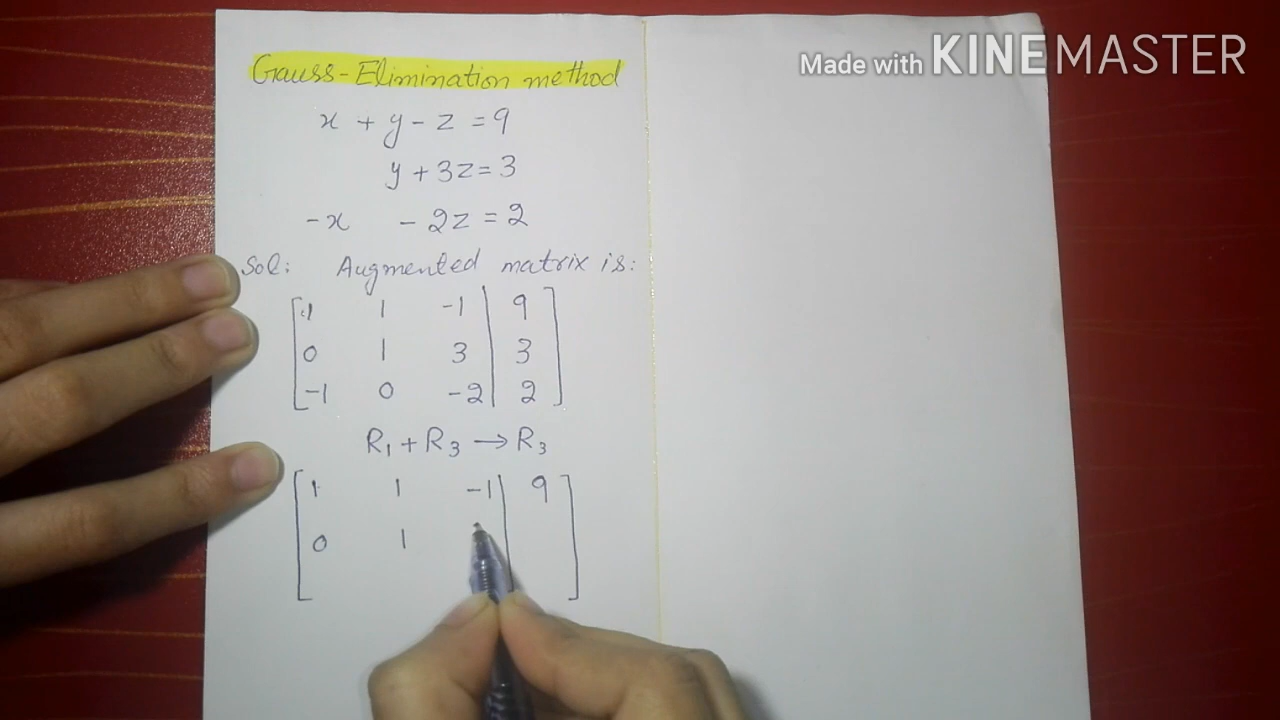 Made with KINEMASTER
Gauss-Elimination method
x + y - z = 9
y + 3z = 3
-x - 2z = 2
Sol: Augmented matrix is:
1 1 -1 | 9
0 1 3 | 3
-1 0 -2 | 2
R₁ + R₃ → R₃
1 1 -1 | 9
0 1